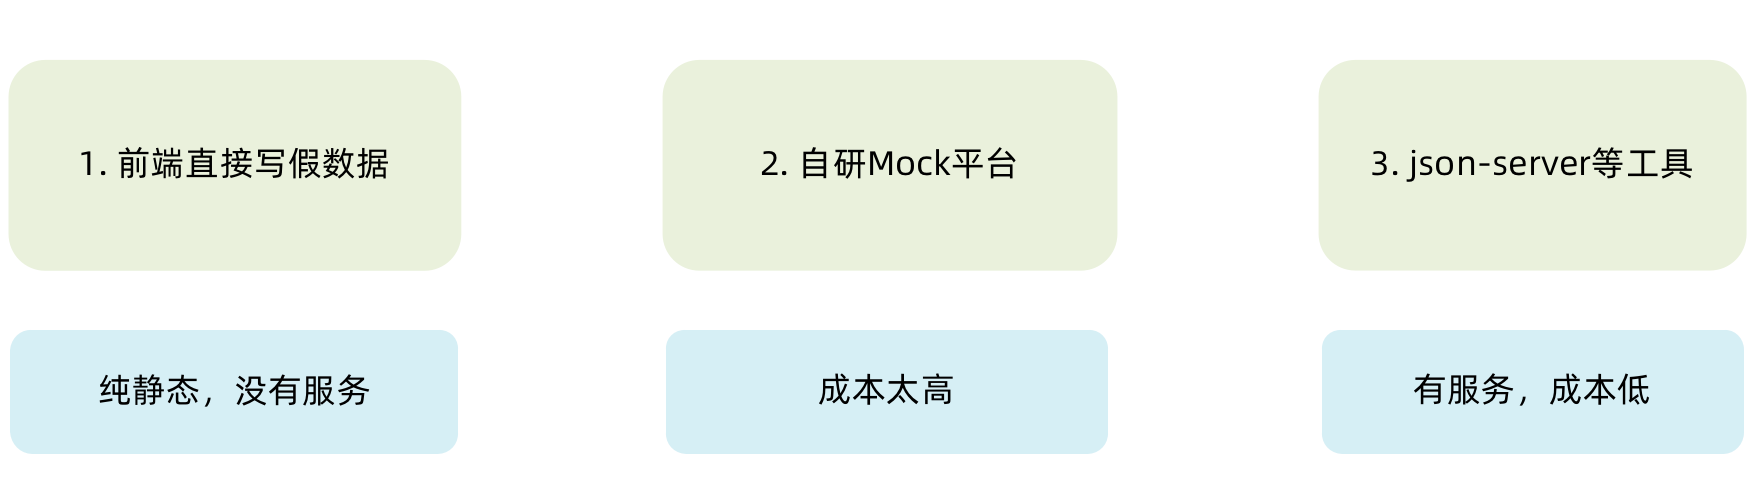 1. 前端直接写假数据
2. 自研Mock平台
3. json-server等工具
纯静态，没有服务
成本太高
有服务，成本低